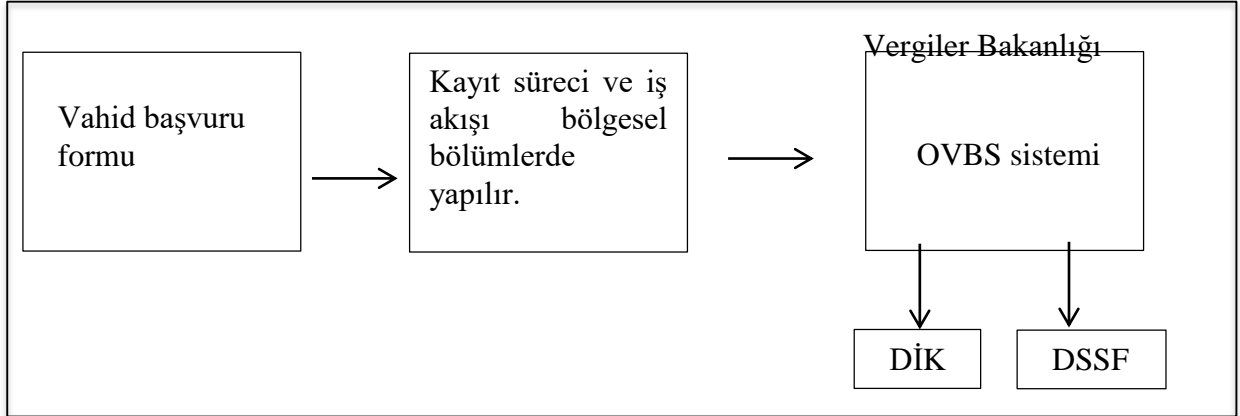 Vahid başvuru
formu
Kayıt süreci ve iş
akışı bölgesel
bölümlerde
yapılır.
Vergiler Bakanlığı
OVBS sistemi
DİK
DSSF